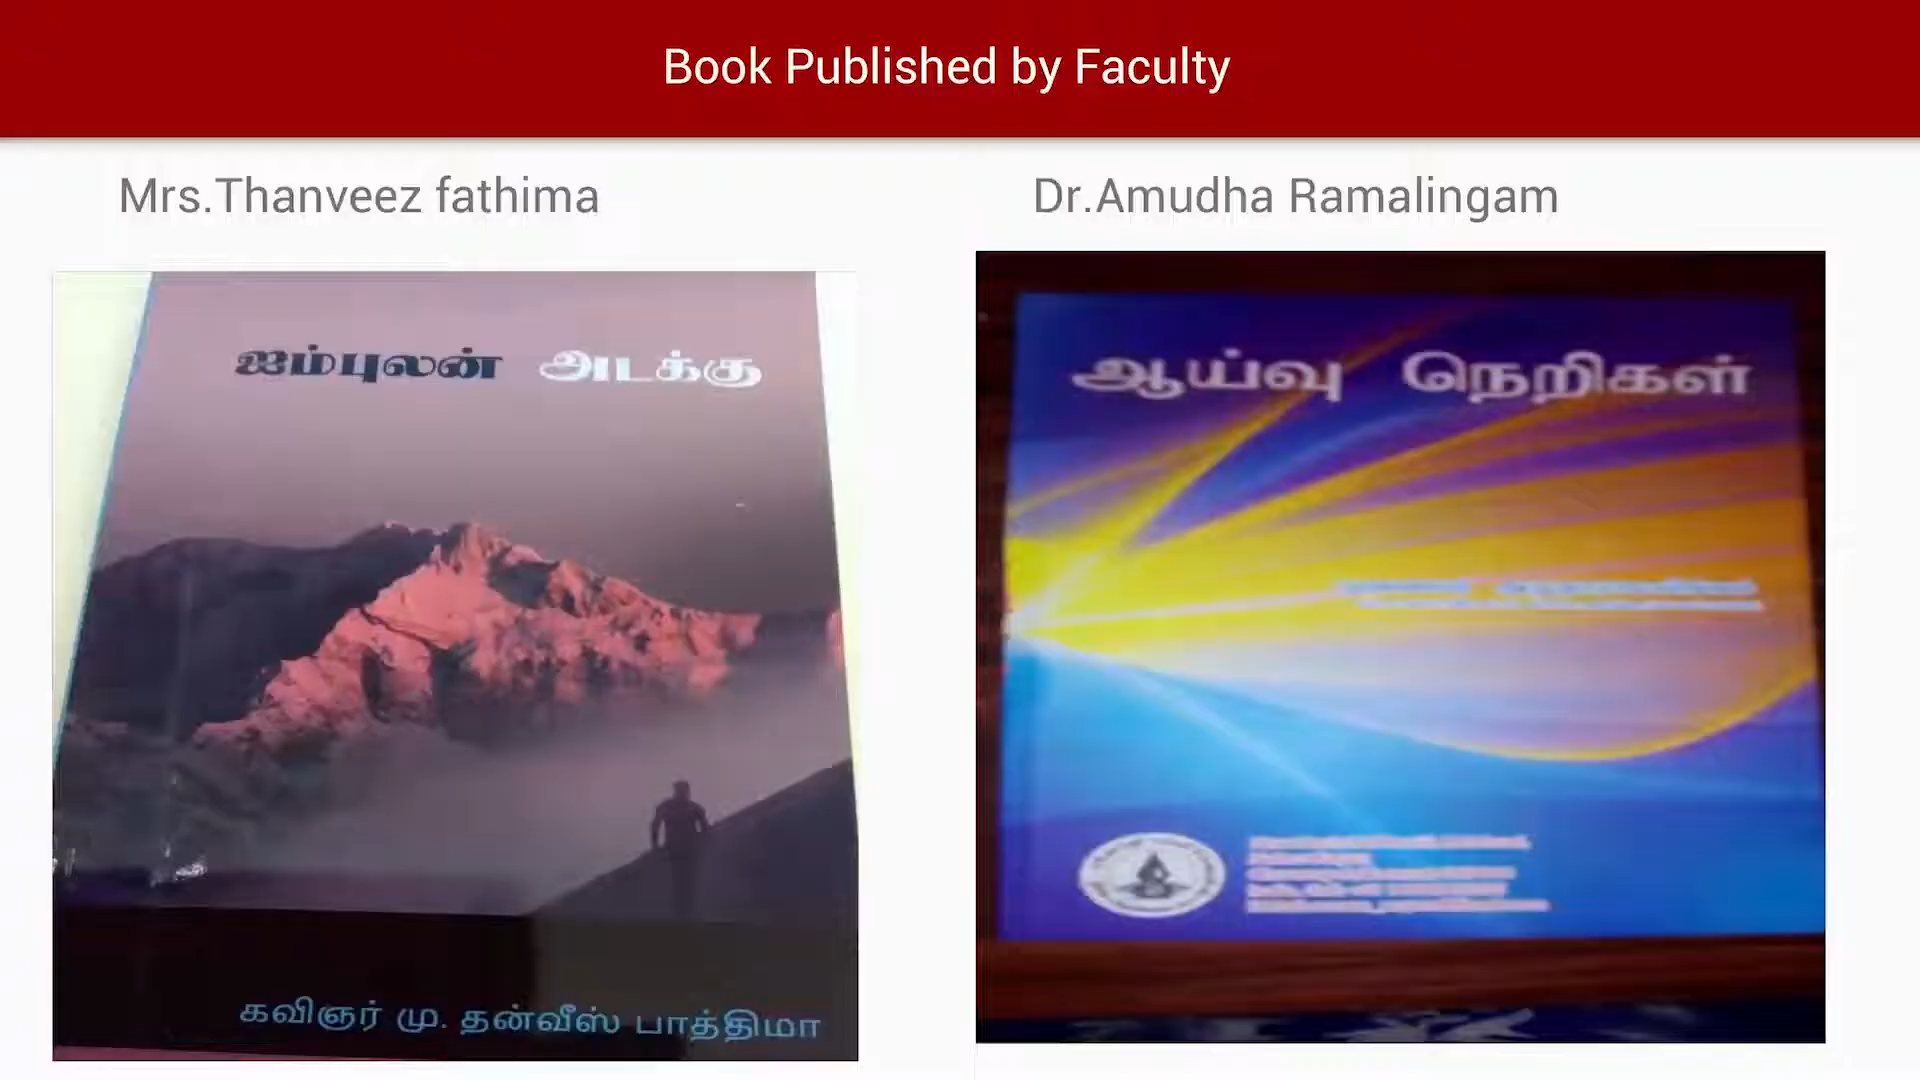 Book Published by Faculty
Mrs.Thanveez fathima
Dr.Amudha Ramalingam
ஐம்புலன் அடக்கு
கவிஞர் மு. தன்வீஸ் பாத்திமா
ஆய்வு நெறிகள்